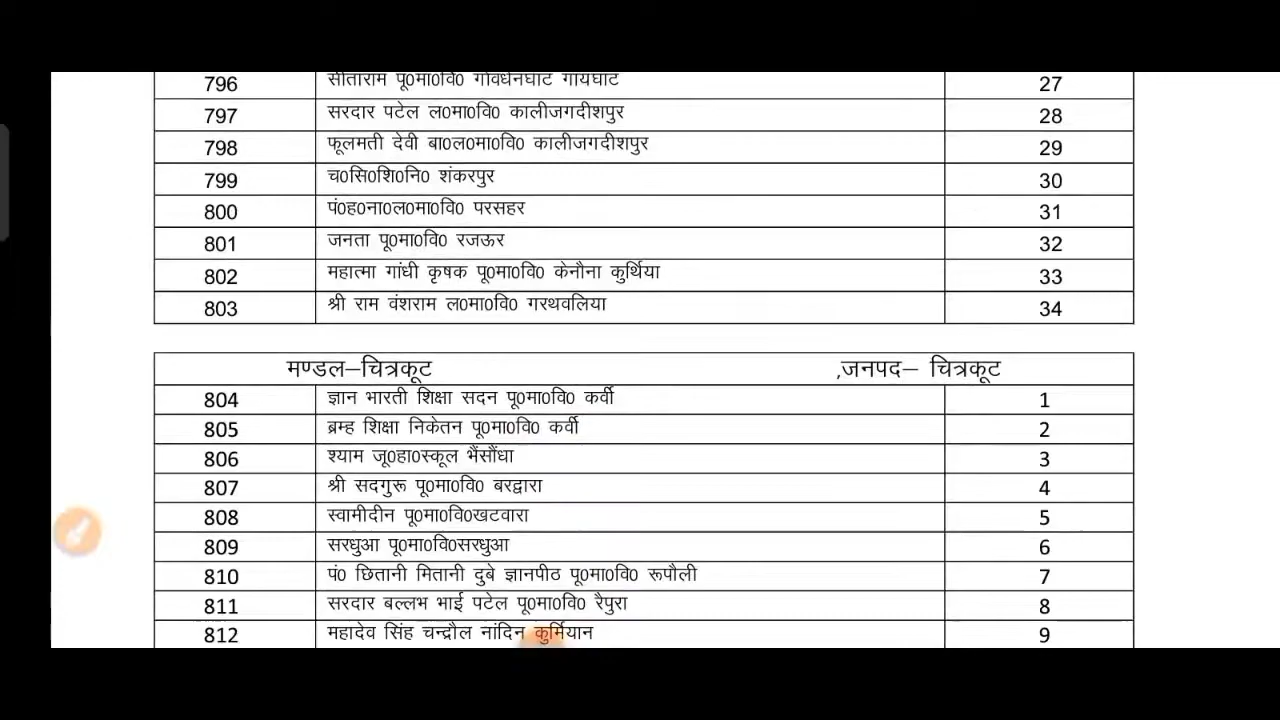 796 सीताराम पू0मा0वि0 गोवर्धनघाट गायघाट 27
797 सरदार पटेल ल0मा0वि0 कालीजगदीशपुर 28
798 फूलमती देवी बा0ल0मा0वि0 कालीजगदीशपुर 29
799 च0सि0शि0नि0 शंकरपुर 30
800 पं0ह0ना0ल0मा0वि0 परसहर 31
801 जनता पू0मा0वि0 रजऊर 32
802 महात्मा गांधी कृषक पू0मा0वि0 केनौना कुर्थिया 33
803 श्री राम वंशराम ल0मा0वि0 गरथवलिया 34
मण्डल–चित्रकूट ,जनपद– चित्रकूट
804 ज्ञान भारती शिक्षा सदन पू0मा0वि0 कर्वी 1
805 ब्रम्ह शिक्षा निकेतन पू0मा0वि0 कर्वी 2
806 श्याम जू0हा0स्कूल भैंसौंधा 3
807 श्री सदगुरू पू0मा0वि0 बरद्वारा 4
808 स्वामीदीन पू0मा0वि0खटवारा 5
809 सरधुआ पू0मा0वि0सरधुआ 6
810 पं0 छितानी मितानी दुबे ज्ञानपीठ पू0मा0वि0 रूपौली 7
811 सरदार बल्लभ भाई पटेल पू0मा0वि0 रैपुरा 8
812 महादेव सिंह चन्द्रौल नांदिन कुर्मियान 9